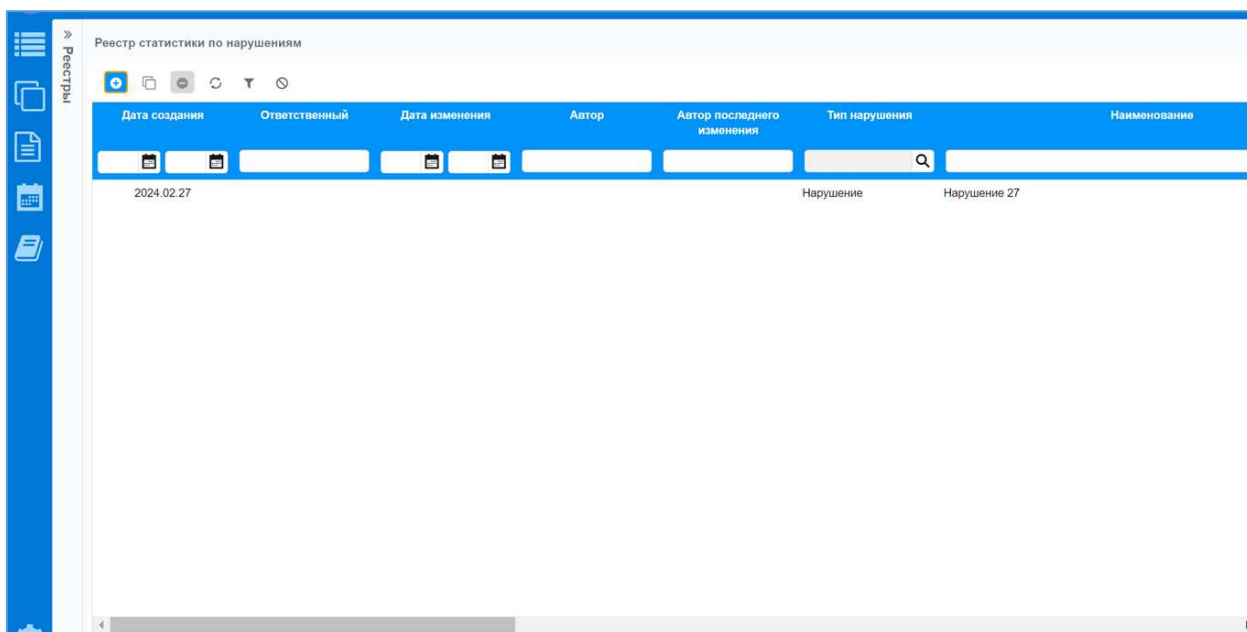 »
Реестры
Реестр статистики по нарушениям
Дата создания Ответственный Дата изменения Автор Автор последнего изменения Тип нарушения Наименование
2024.02.27 Нарушение Нарушение 27